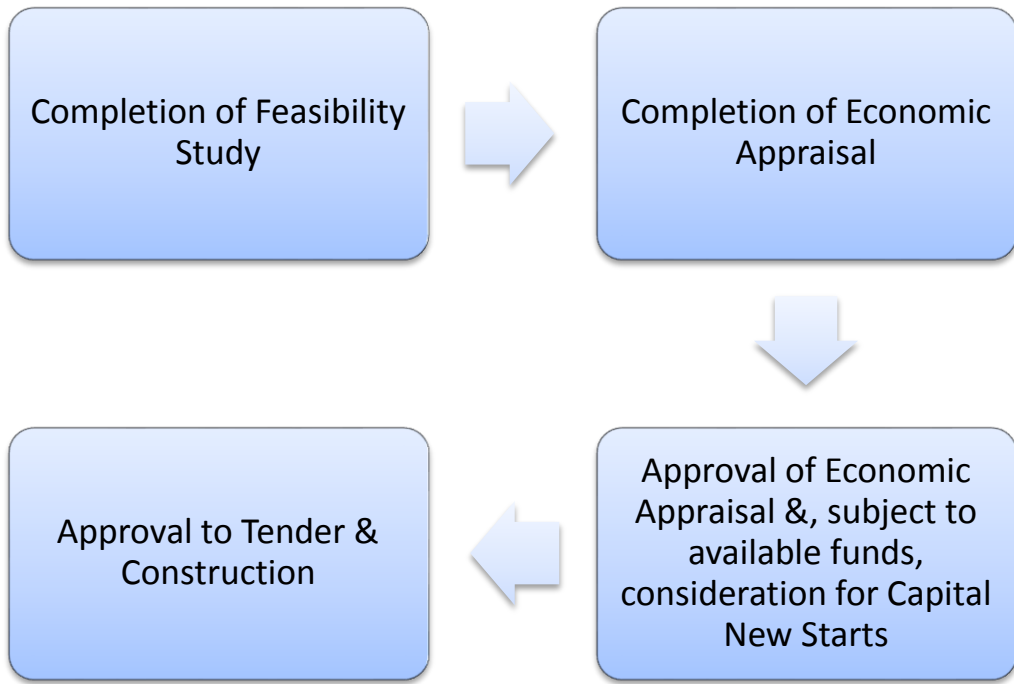 Completion of Feasibility
Study
Completion of Economic
Appraisal
Approval of Economic
Appraisal &, subject to
available funds,
consideration for Capital
New Starts
Approval to Tender &
Construction